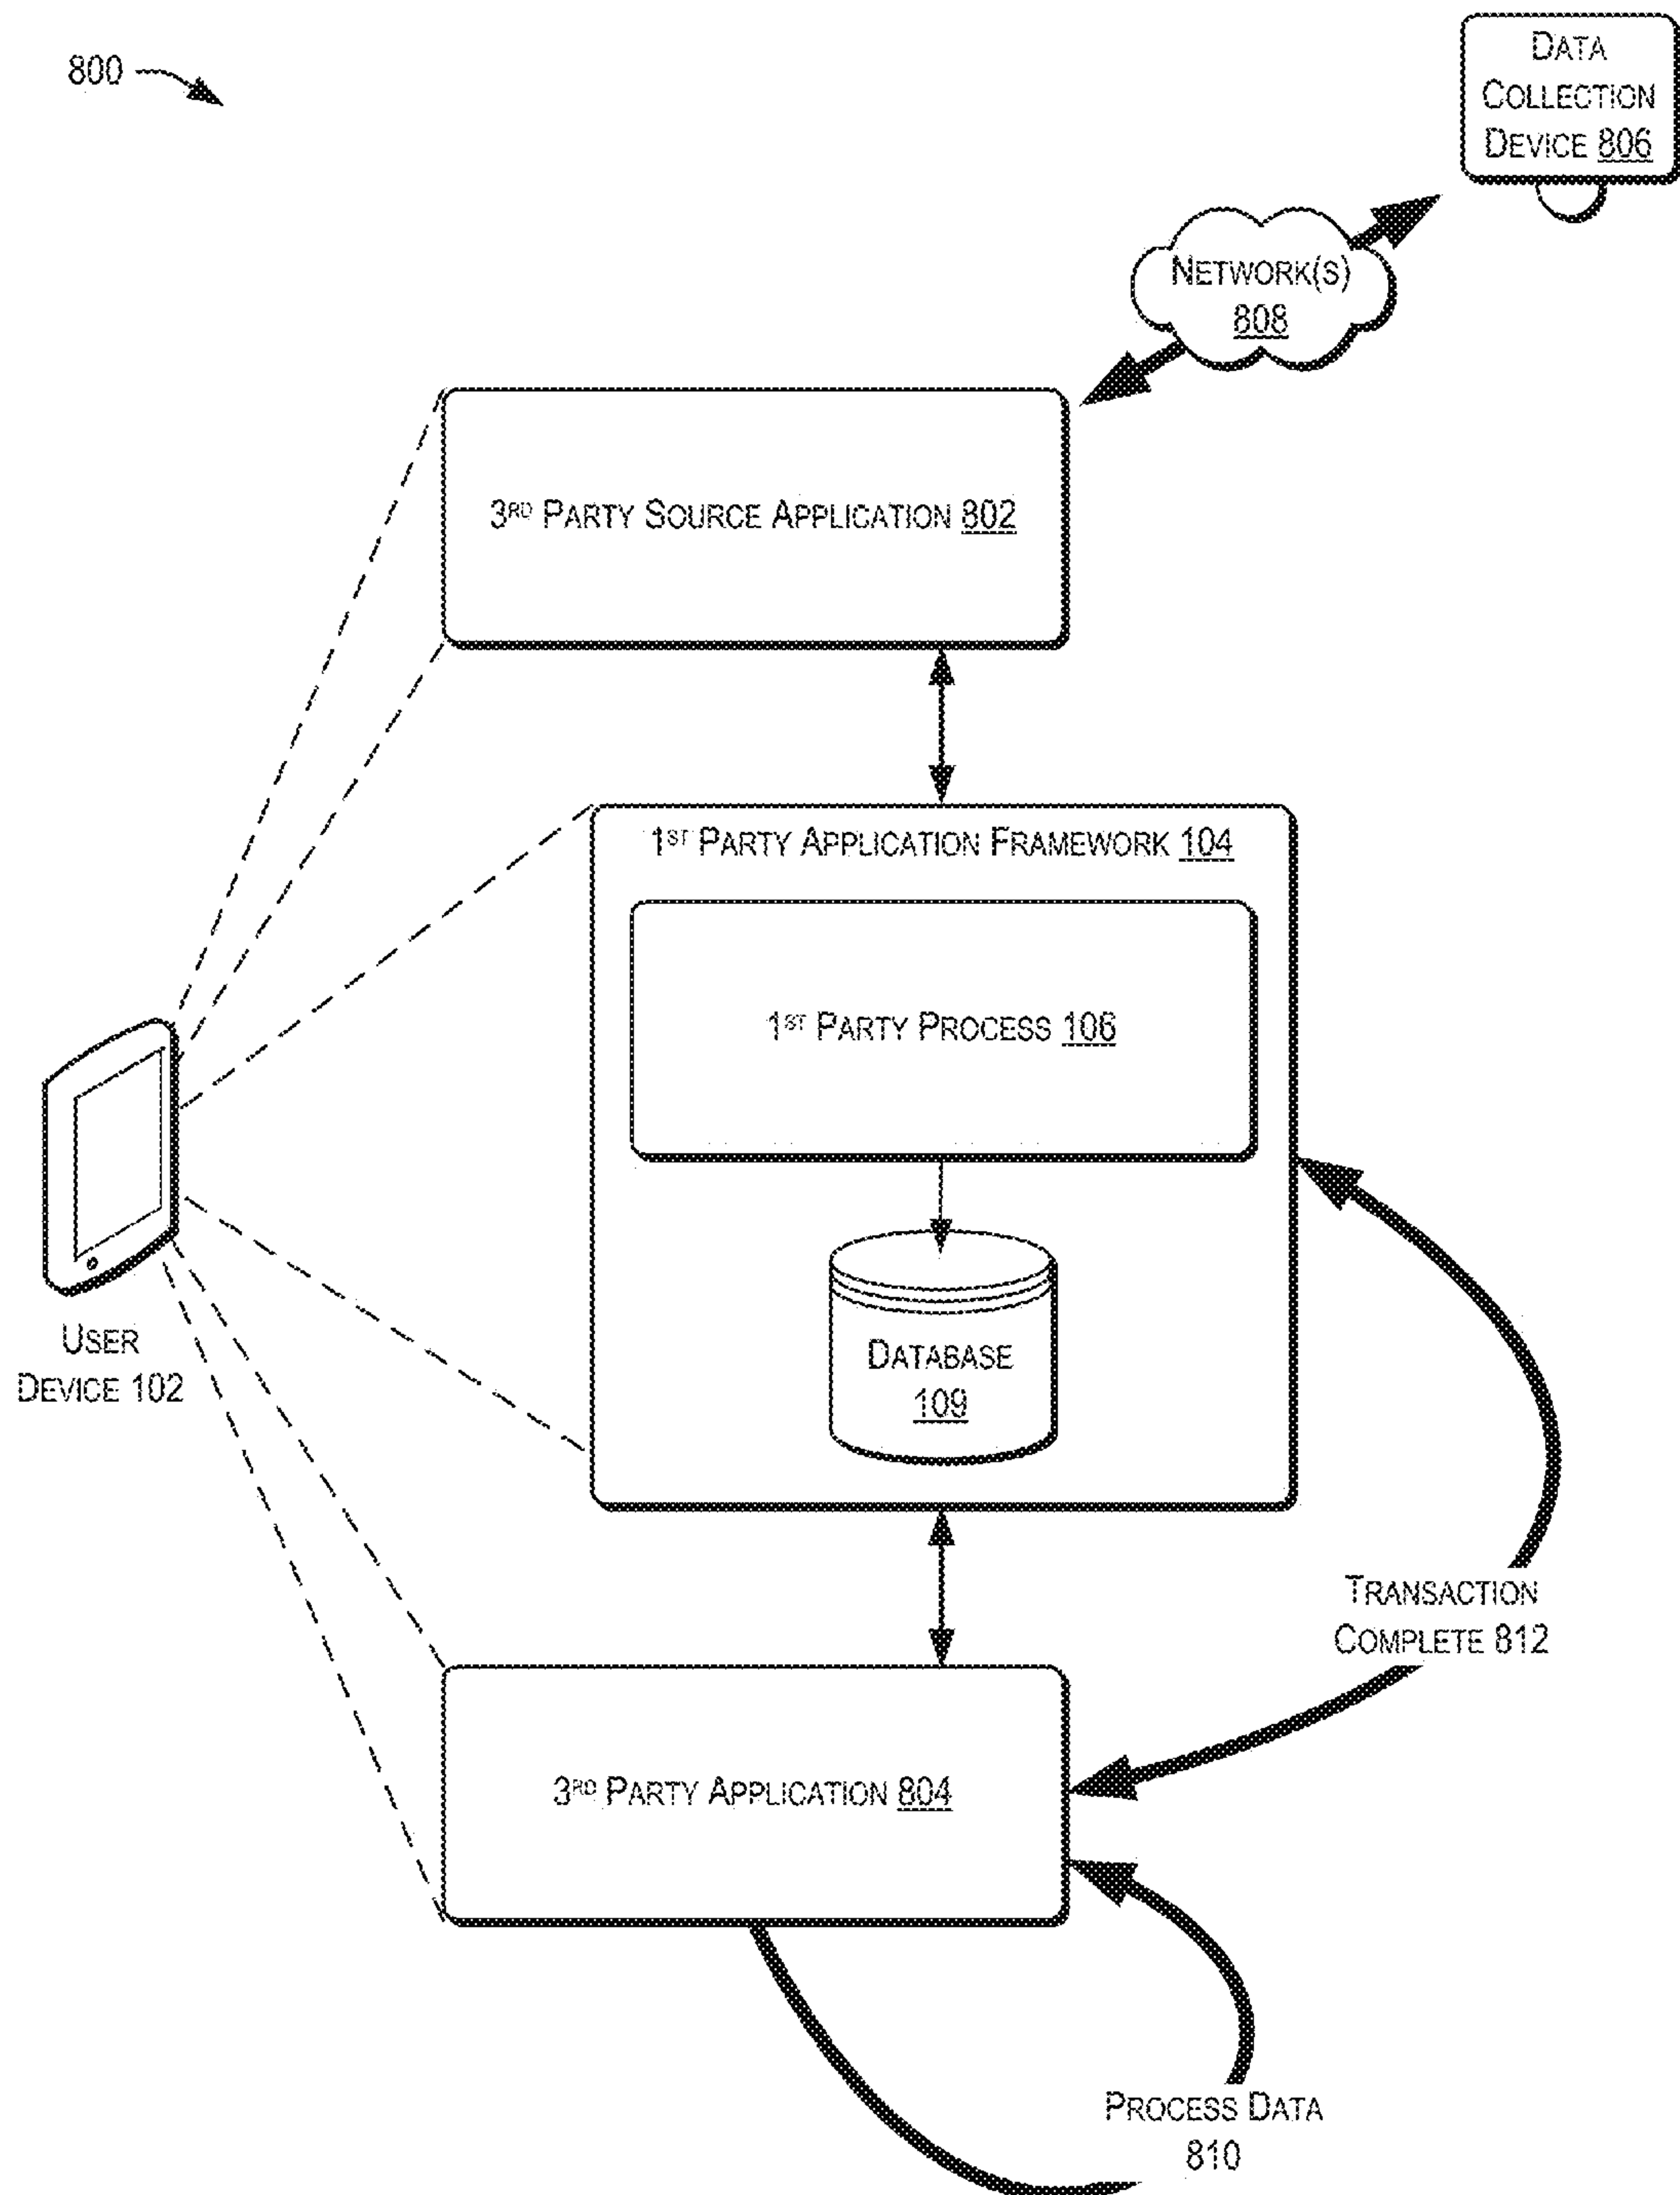 800
DATA
COLLECTION
DEVICE 806
NETWORK(S)
808
3RD PARTY SOURCE APPLICATION 802
1ST PARTY APPLICATION FRAMEWORK 104
1ST PARTY PROCESS 106
DATABASE
109
USER
DEVICE 102
TRANSACTION
COMPLETE 812
3RD PARTY APPLICATION 804
PROCESS DATA
810